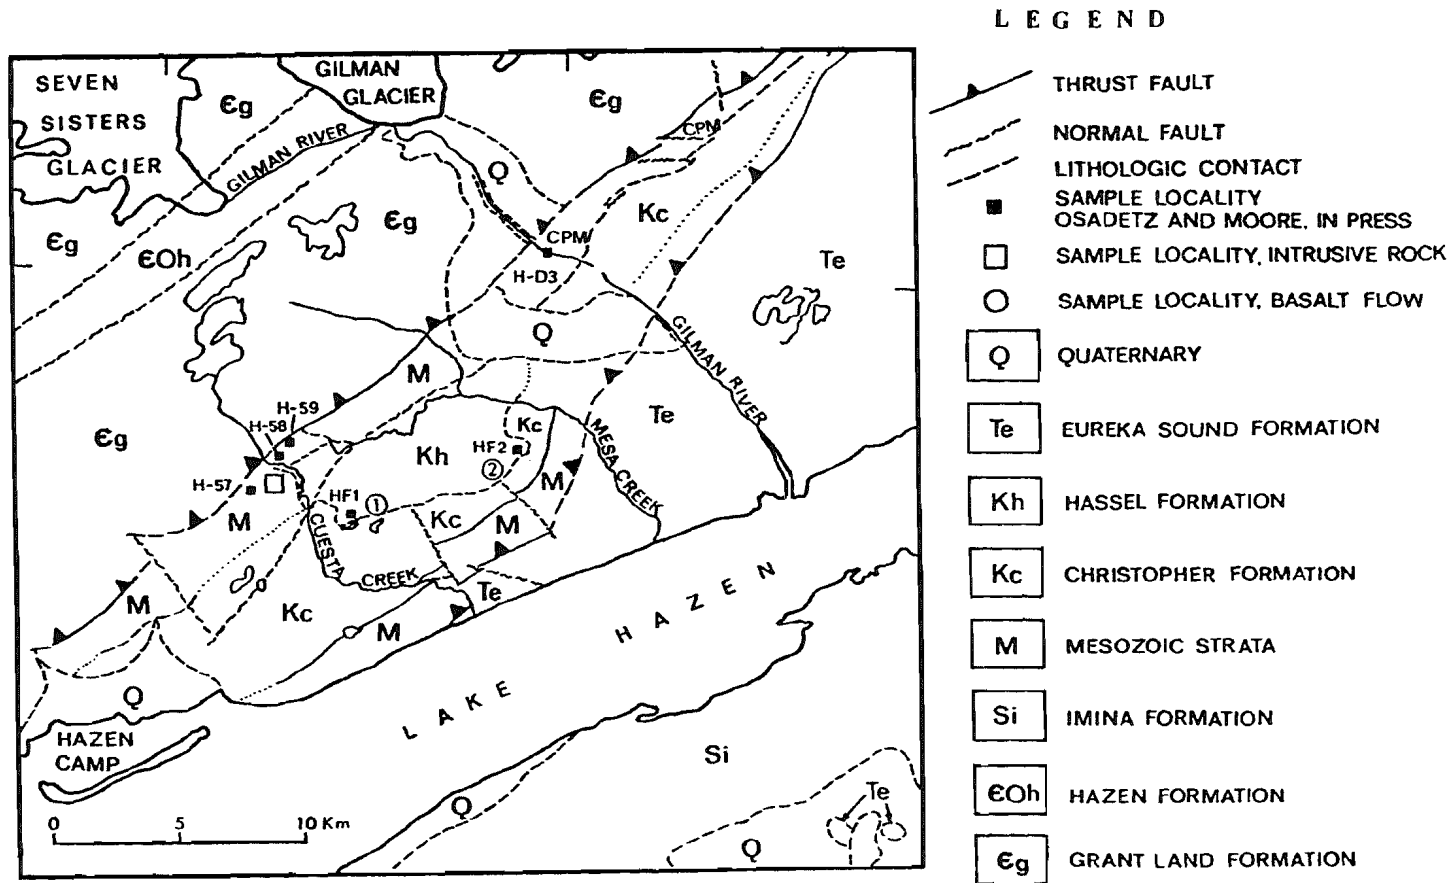 SEVEN
SISTERS
GLACIER
GILMAN
GLACIER
GILMAN RIVER
Єg
Єg
Єg
Єg
Єg
ЄOh
Q
CPM
CPM
H-D3
Kc
Te
Q
GILMAN RIVER
M
Te
H-59
H-58
H-57
Kh
Kc
HF2
②
M
MESA CREEK
M
HF1
①
Kc
M
CUESTA
CREEK
Te
Kc
M
M
Q
LAKE HAZEN
HAZEN
CAMP
Si
Te
Q
Q
0 5 10 Km
LEGEND
THRUST FAULT
NORMAL FAULT
LITHOLOGIC CONTACT
SAMPLE LOCALITY
OSADETZ AND MOORE, IN PRESS
SAMPLE LOCALITY, INTRUSIVE ROCK
SAMPLE LOCALITY, BASALT FLOW
Q QUATERNARY
Te EUREKA SOUND FORMATION
Kh HASSEL FORMATION
Kc CHRISTOPHER FORMATION
M MESOZOIC STRATA
Si IMINA FORMATION
ЄOh HAZEN FORMATION
Єg GRANT LAND FORMATION